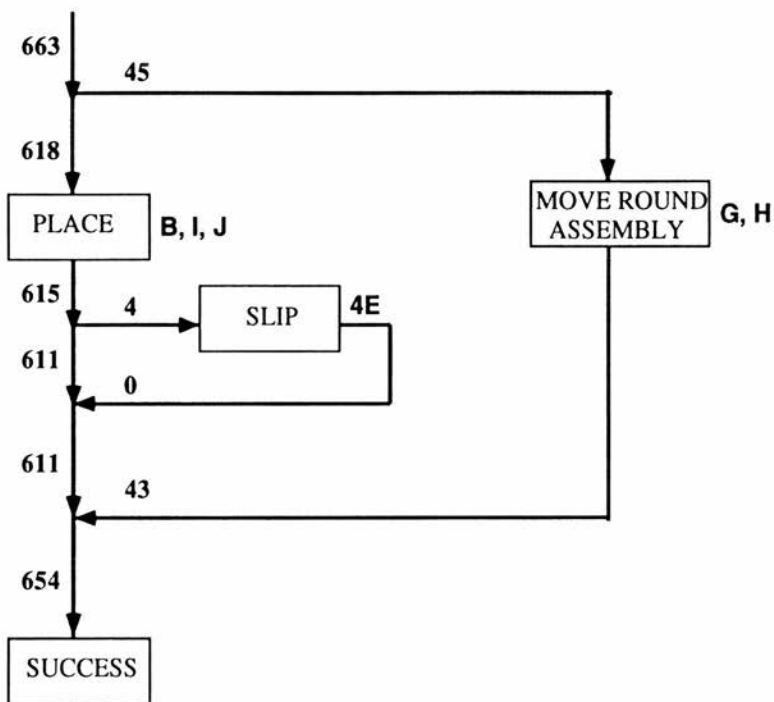 663
45
618
PLACE
B, I, J
MOVE ROUND
ASSEMBLY
G, H
615
4
SLIP
4E
611
0
611
43
654
SUCCESS